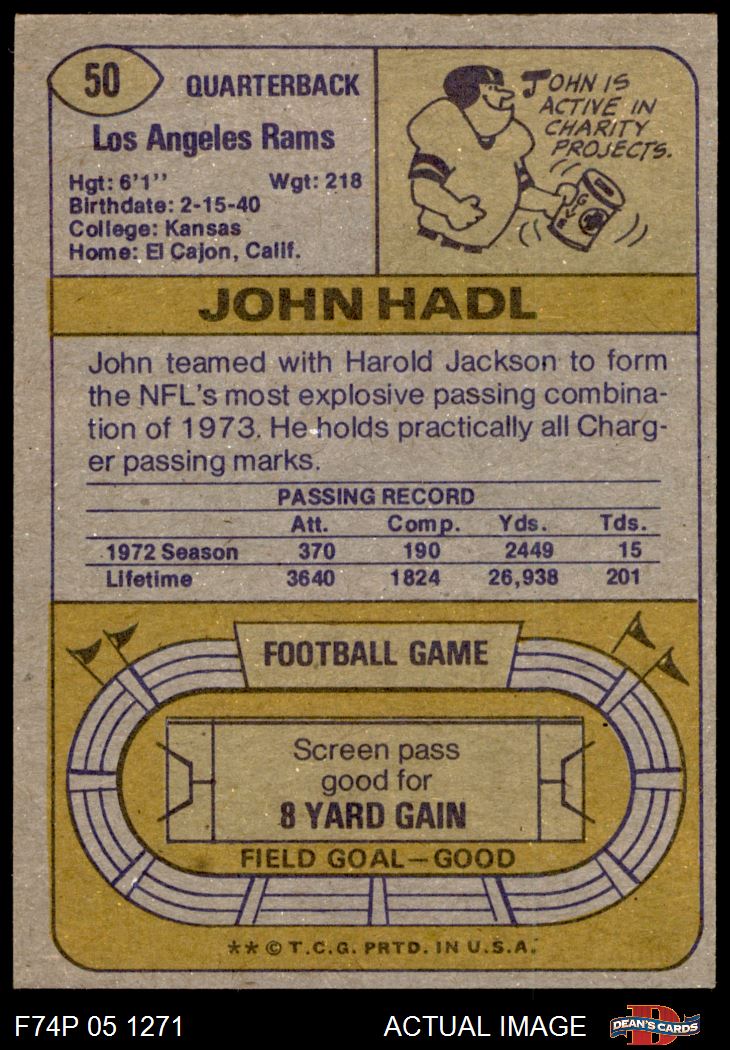 50
QUARTERBACK
Los Angeles Rams
Hgt: 6'1'' Wgt: 218
Birthdate: 2-15-40
College: Kansas
Home: El Cajon, Calif.
JOHN IS
ACTIVE IN
CHARITY
PROJECTS.
JOHN HADL
John teamed with Harold Jackson to form
the NFL's most explosive passing combina-
tion of 1973. He holds practically all Charg-
er passing marks.
PASSING RECORD
Att. Comp. Yds. Tds.
1972 Season 370 190 2449 15
Lifetime 3640 1824 26,938 201
FOOTBALL GAME
Screen pass
good for
8 YARD GAIN
FIELD GOAL—GOOD
** © T.C.G. PRTD. IN U.S.A.
F74P 05 1271 ACTUAL IMAGE
D
DEAN'S CARDS